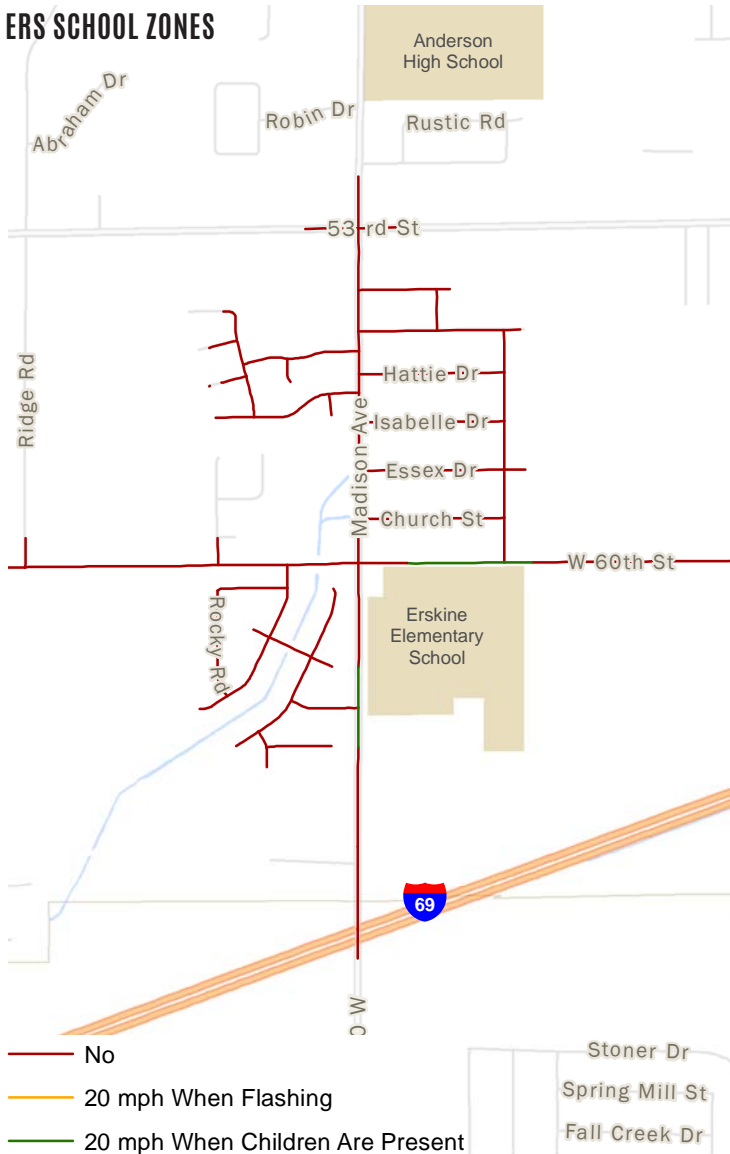 ERS SCHOOL ZONES
Anderson
High School
Abraham Dr
Robin Dr
Rustic Rd
53rd St
Ridge Rd
Hattie Dr
Madison Ave
Isabelle Dr
Essex Dr
Church St
W 60th St
Rocky Rd
Erskine
Elementary
School
69
0 W
No
20 mph When Flashing
20 mph When Children Are Present
Stoner Dr
Spring Mill St
Fall Creek Dr